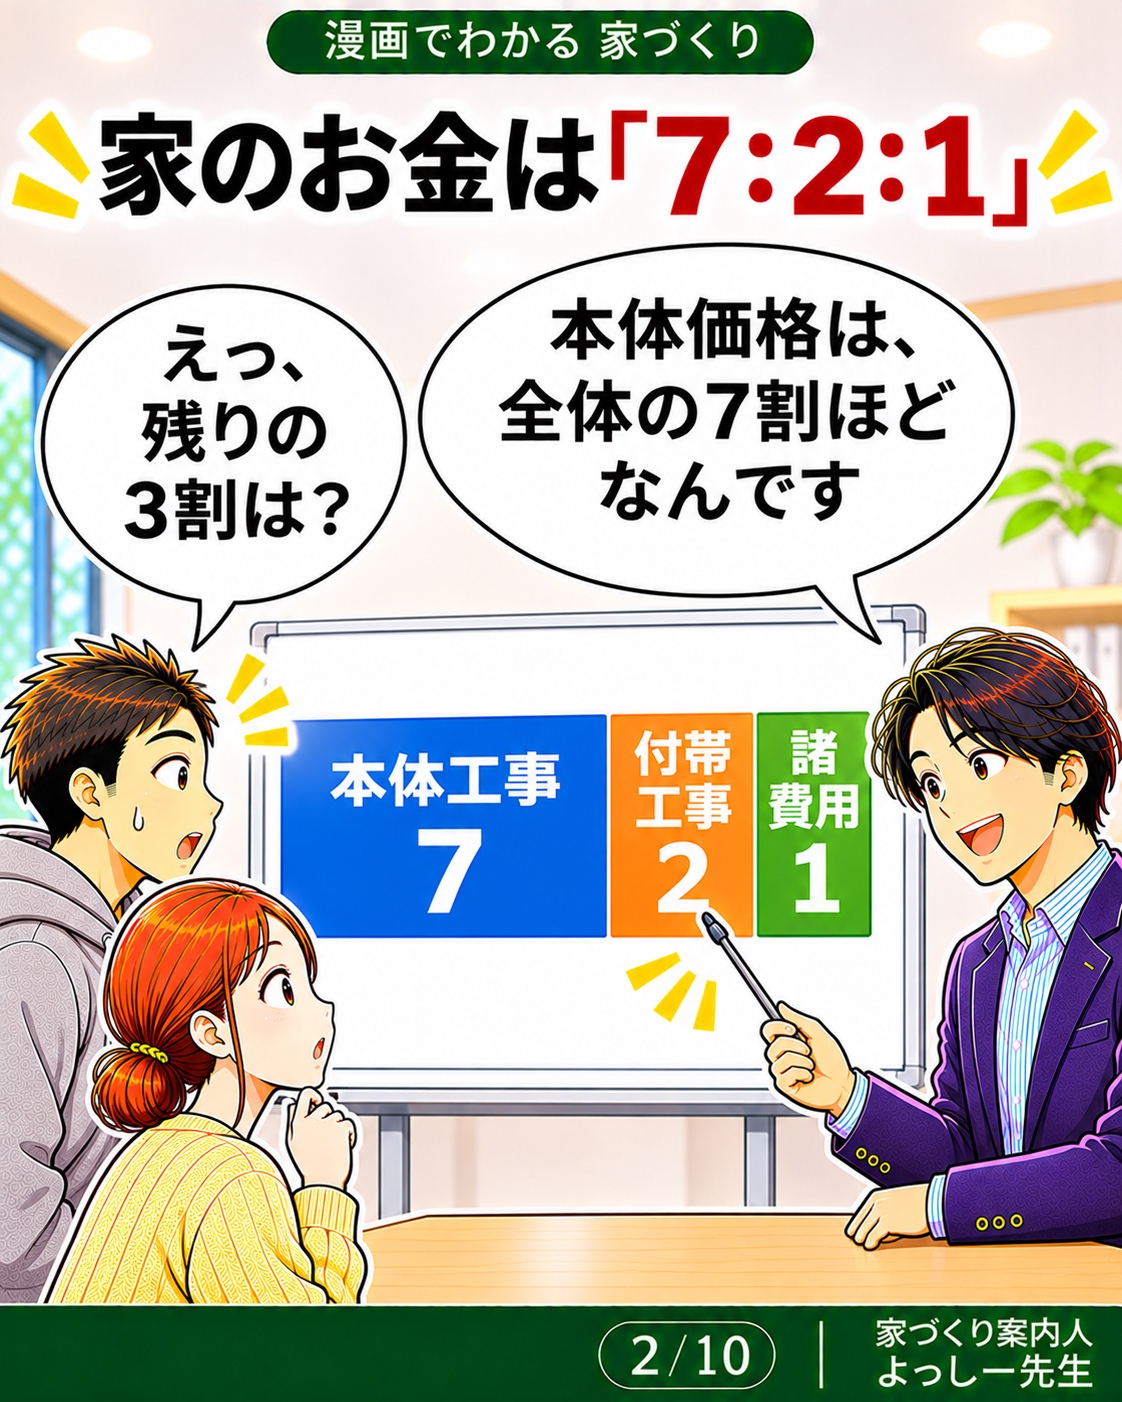 漫画でわかる 家づくり
家のお金は「7:2:1」
えっ、
残りの
3割は?
本体価格は、
全体の7割ほど
なんです
本体工事
7
付帯
工事
2
諸
費用
1
2/10
家づくり案内人
よっしー先生